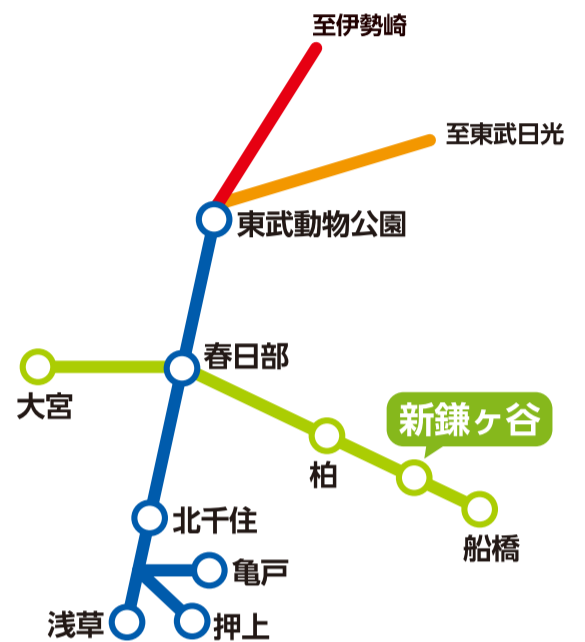 至伊勢崎
至東武日光
東武動物公園
春日部
大宮
新鎌ヶ谷
柏
船橋
北千住
亀戸
浅草
押上